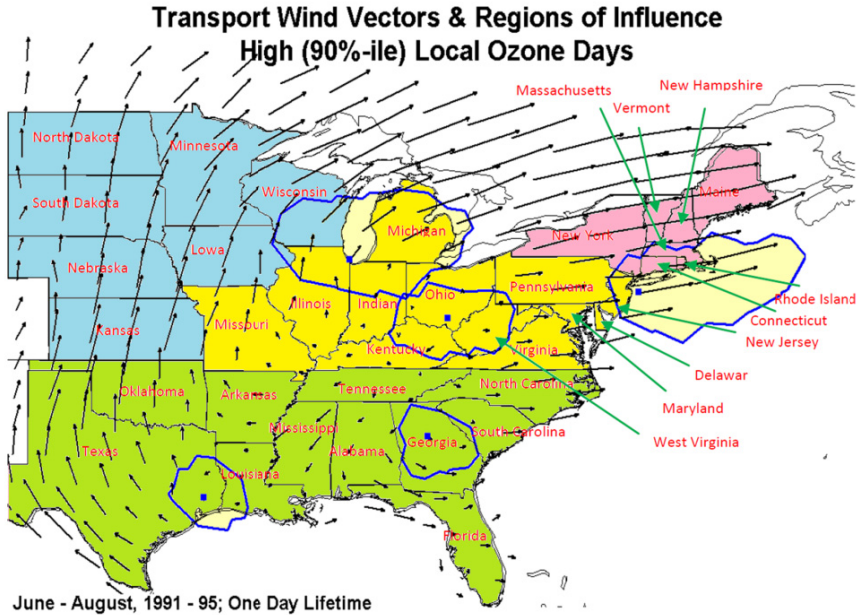 Transport Wind Vectors & Regions of Influence
High (90%-ile) Local Ozone Days
Massachusetts
New Hampshire
Vermont
North Dakota
Minnesota
Wisconsin
Maine
South Dakota
Michigan
New York
Iowa
Nebraska
Illinois
Indian
Ohio
Pennsylvania
Rhode Island
Kansas
Missouri
Connecticut
New Jersey
Kentucky
Virginia
Delawar
Oklahoma
Arkansas
Tennessee
North Carolina
Maryland
Mississippi
South Carolina
West Virginia
Texas
Alabama
Georgia
Louisiana
Florida
June - August, 1991 - 95; One Day Lifetime